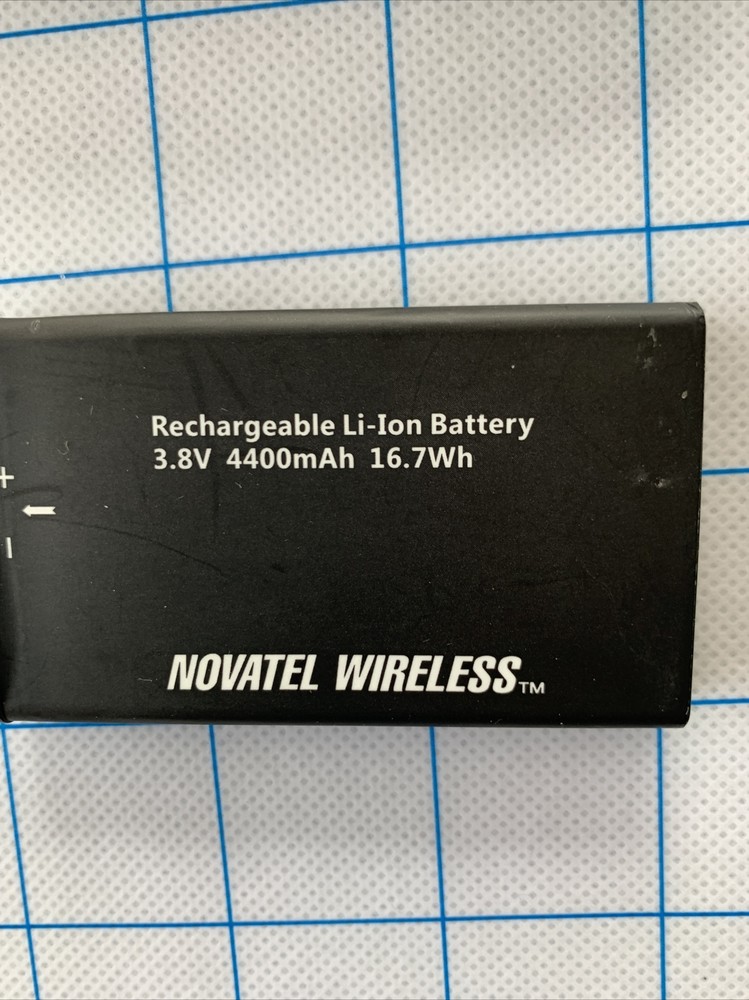 Rechargeable Li-Ion Battery
3.8V 4400mAh 16.7Wh
+
-
NOVATEL WIRELESS™